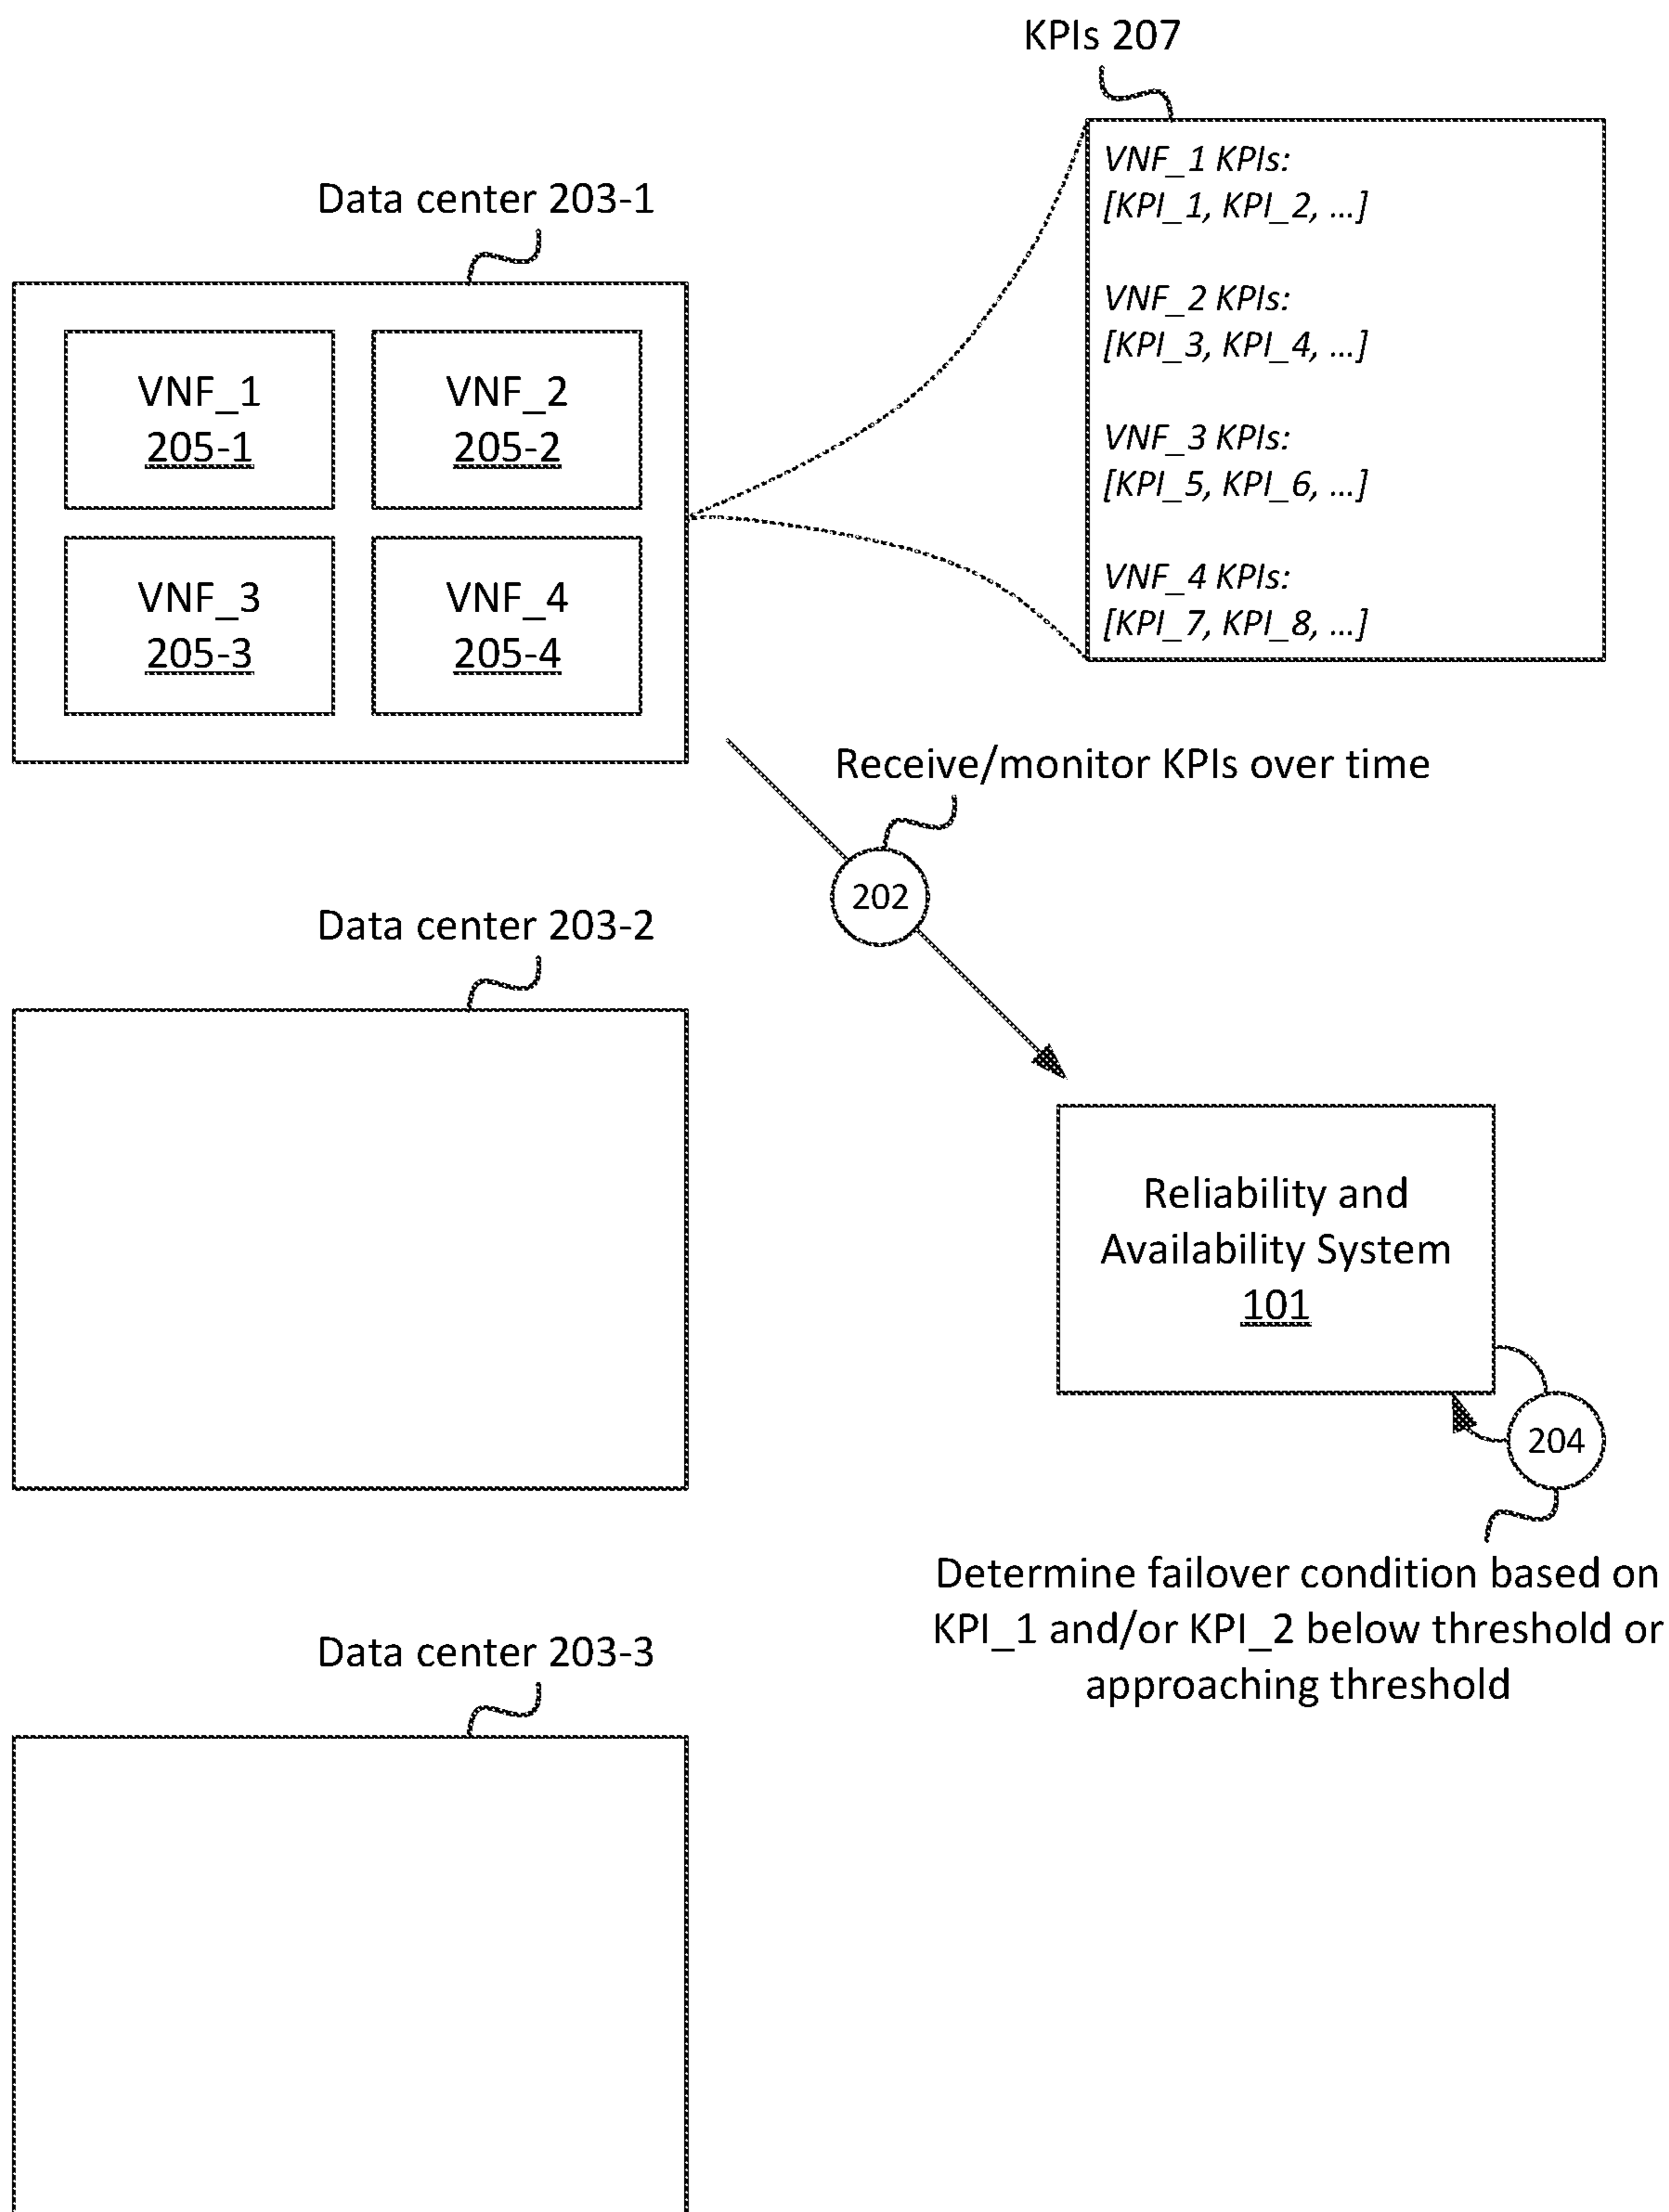 KPIs 207
VNF_1 KPIs:
[KPI_1, KPI_2, ...]
VNF_2 KPIs:
[KPI_3, KPI_4, ...]
VNF_3 KPIs:
[KPI_5, KPI_6, ...]
VNF_4 KPIs:
[KPI_7, KPI_8, ...]
Data center 203-1
VNF_1
205-1
VNF_2
205-2
VNF_3
205-3
VNF_4
205-4
Receive/monitor KPIs over time
202
Data center 203-2
Reliability and
Availability System
101
204
Determine failover condition based on
KPI_1 and/or KPI_2 below threshold or
approaching threshold
Data center 203-3